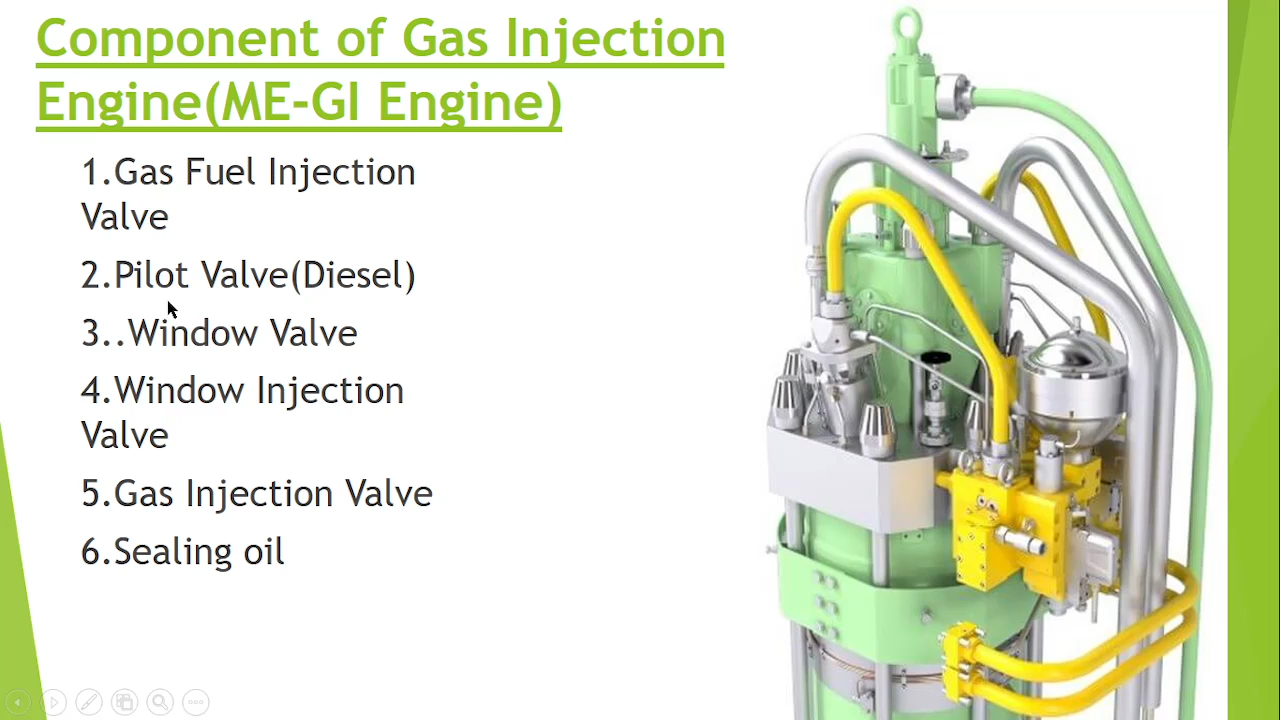 Component of Gas Injection
Engine(ME-GI Engine)
1.Gas Fuel Injection
Valve
2.Pilot Valve(Diesel)
3..Window Valve
4.Window Injection
Valve
5.Gas Injection Valve
6.Sealing oil